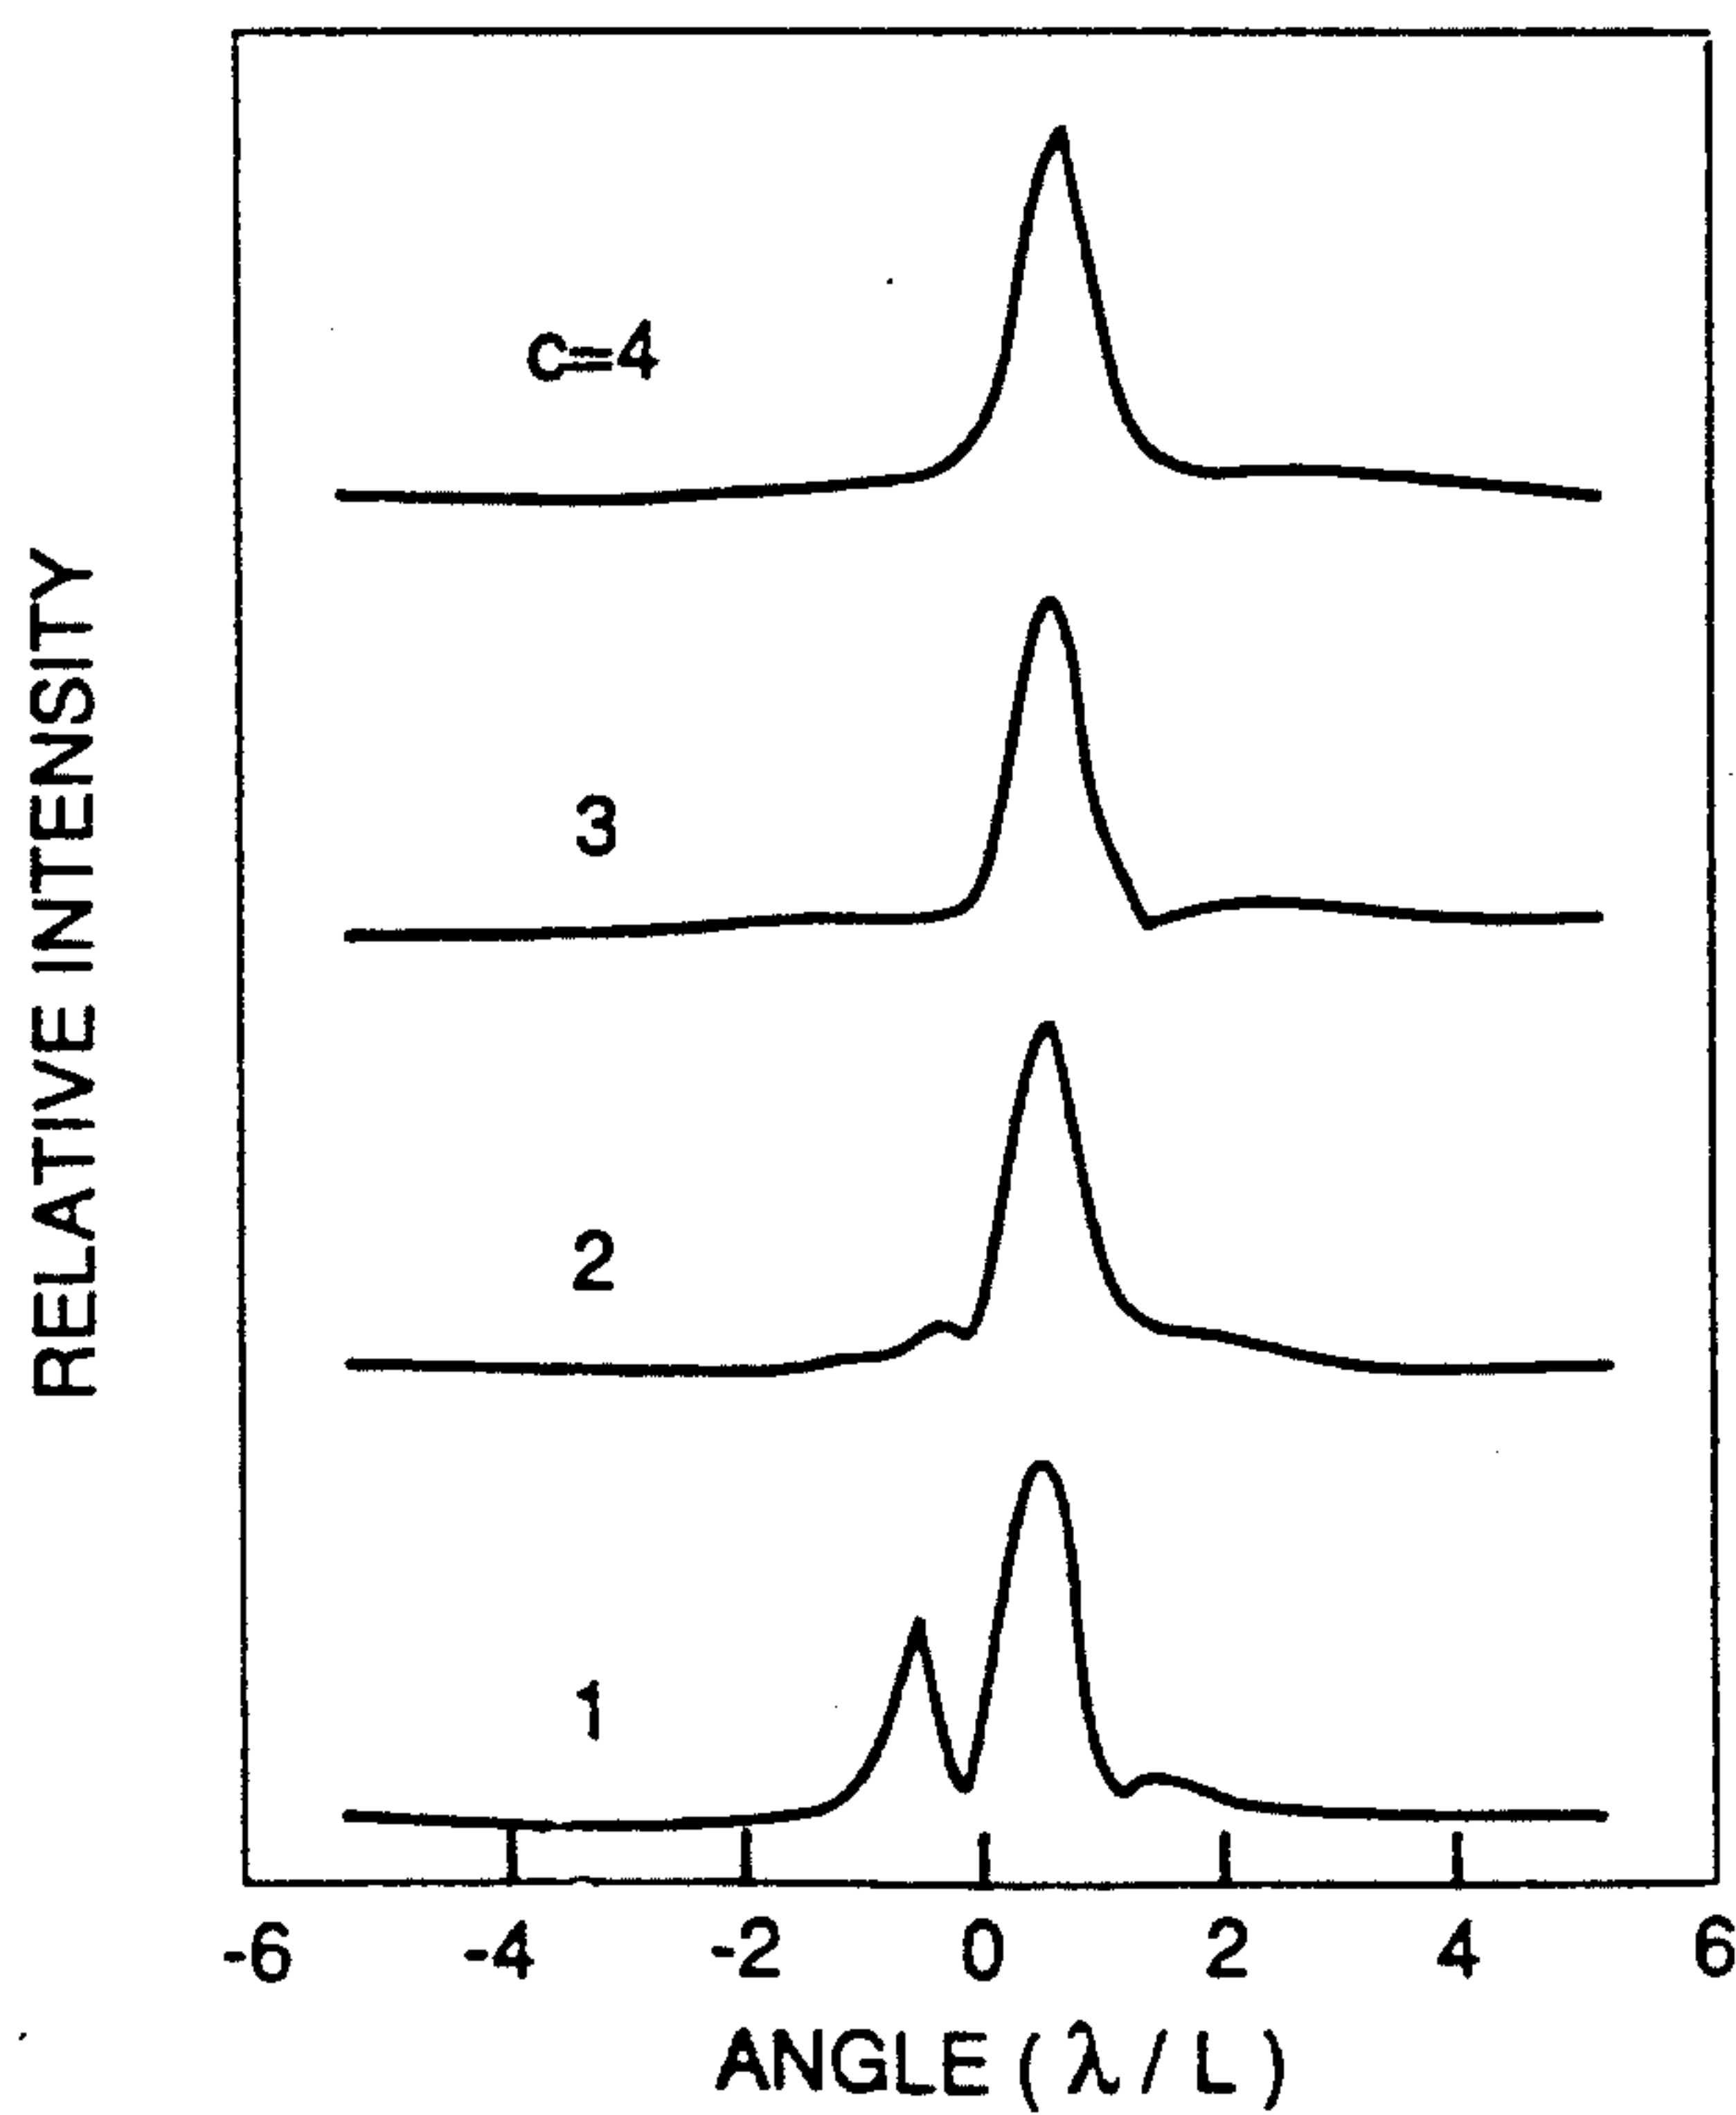 RELATIVE INTENSITY
C=4
3
2
1
-6 -4 -2 0 2 4 6
ANGLE ( λ / L )